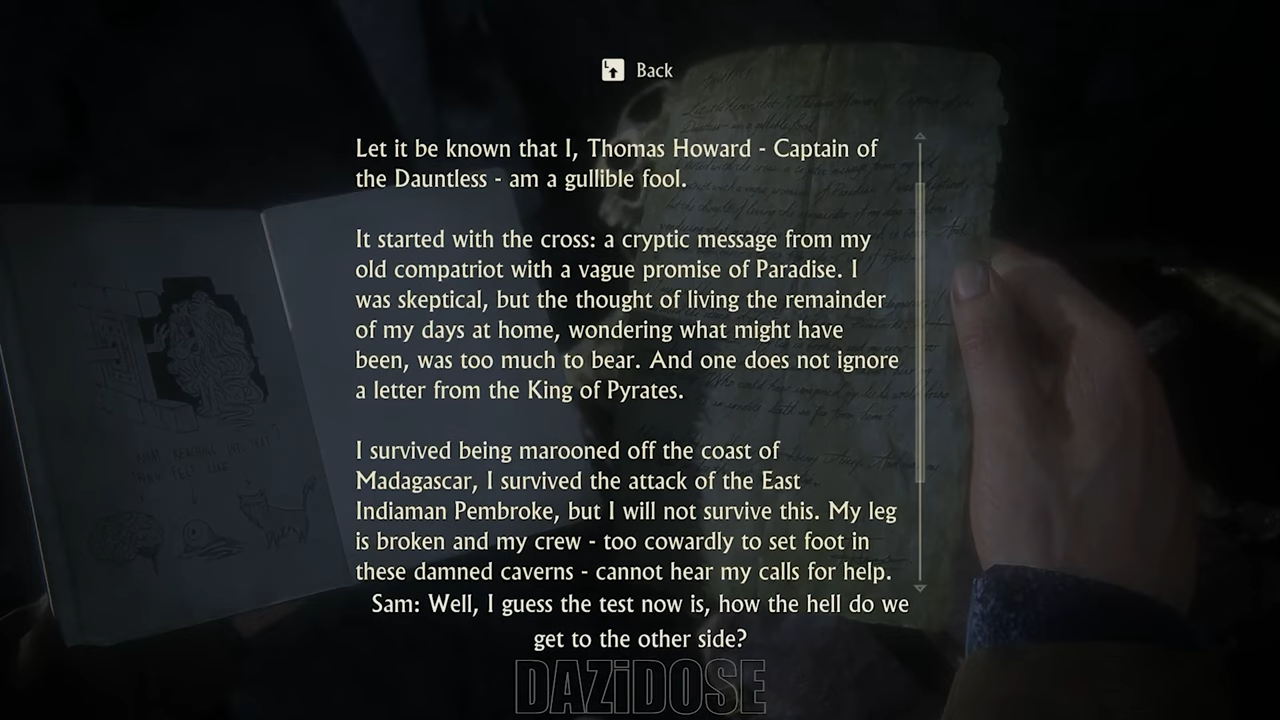 Back
Let it be known that I, Thomas Howard - Captain of
the Dauntless - am a gullible fool.
It started with the cross: a cryptic message from my
old compatriot with a vague promise of Paradise. I
was skeptical, but the thought of living the remainder
of my days at home, wondering what might have
been, was too much to bear. And one does not ignore
a letter from the King of Pyrates.
I survived being marooned off the coast of
Madagascar, I survived the attack of the East
Indiaman Pembroke, but I will not survive this. My leg
is broken and my crew - too cowardly to set foot in
these damned caverns - cannot hear my calls for help.
Sam: Well, I guess the test now is, how the hell do we
get to the other side?
DAZiDOSE